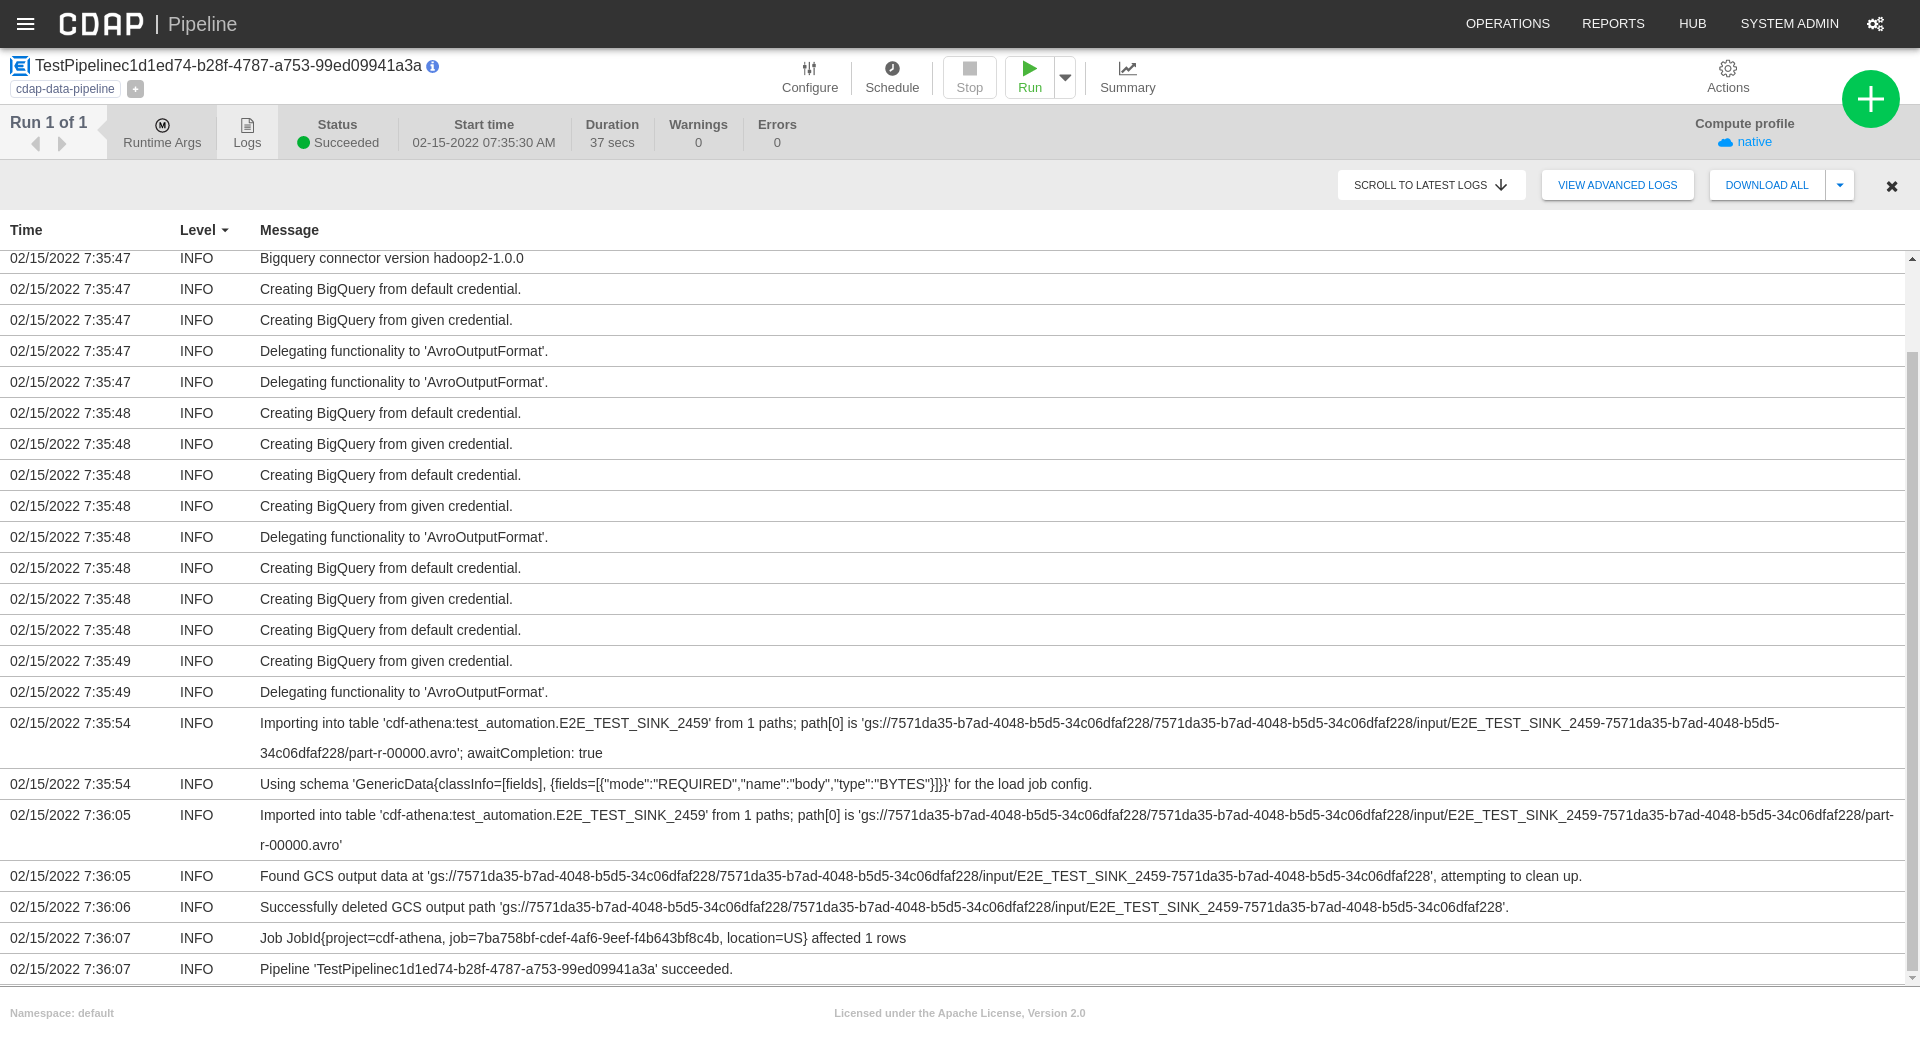 CDAP | Pipeline
OPERATIONS REPORTS HUB SYSTEM ADMIN
TestPipelinec1d1ed74-b28f-4787-a753-99ed09941a3a
cdap-data-pipeline +
Configure Schedule Stop Run Summary Actions
Run 1 of 1
Runtime Args Logs
Status Start time Duration Warnings Errors Compute profile
Succeeded 02-15-2022 07:35:30 AM 37 secs 0 0 native
SCROLL TO LATEST LOGS VIEW ADVANCED LOGS DOWNLOAD ALL
Time Level Message
02/15/2022 7:35:47 INFO Bigquery connector version hadoop2-1.0.0
02/15/2022 7:35:47 INFO Creating BigQuery from default credential.
02/15/2022 7:35:47 INFO Creating BigQuery from given credential.
02/15/2022 7:35:47 INFO Delegating functionality to 'AvroOutputFormat'.
02/15/2022 7:35:47 INFO Delegating functionality to 'AvroOutputFormat'.
02/15/2022 7:35:48 INFO Creating BigQuery from default credential.
02/15/2022 7:35:48 INFO Creating BigQuery from given credential.
02/15/2022 7:35:48 INFO Creating BigQuery from default credential.
02/15/2022 7:35:48 INFO Creating BigQuery from given credential.
02/15/2022 7:35:48 INFO Delegating functionality to 'AvroOutputFormat'.
02/15/2022 7:35:48 INFO Creating BigQuery from default credential.
02/15/2022 7:35:48 INFO Creating BigQuery from given credential.
02/15/2022 7:35:48 INFO Creating BigQuery from default credential.
02/15/2022 7:35:49 INFO Creating BigQuery from given credential.
02/15/2022 7:35:49 INFO Delegating functionality to 'AvroOutputFormat'.
02/15/2022 7:35:54 INFO Importing into table 'cdf-athena:test_automation.E2E_TEST_SINK_2459' from 1 paths; path[0] is 'gs://7571da35-b7ad-4048-b5d5-34c06dfaf228/7571da35-b7ad-4048-b5d5-34c06dfaf228/input/E2E_TEST_SINK_2459-7571da35-b7ad-4048-b5d5-
34c06dfaf228/part-r-00000.avro'; awaitCompletion: true
02/15/2022 7:35:54 INFO Using schema 'GenericData{classInfo=[fields], {fields=[{"mode":"REQUIRED","name":"body","type":"BYTES"}]}}' for the load job config.
02/15/2022 7:36:05 INFO Imported into table 'cdf-athena:test_automation.E2E_TEST_SINK_2459' from 1 paths; path[0] is 'gs://7571da35-b7ad-4048-b5d5-34c06dfaf228/7571da35-b7ad-4048-b5d5-34c06dfaf228/input/E2E_TEST_SINK_2459-7571da35-b7ad-4048-b5d5-34c06dfaf228/part-
r-00000.avro'
02/15/2022 7:36:05 INFO Found GCS output data at 'gs://7571da35-b7ad-4048-b5d5-34c06dfaf228/7571da35-b7ad-4048-b5d5-34c06dfaf228/input/E2E_TEST_SINK_2459-7571da35-b7ad-4048-b5d5-34c06dfaf228', attempting to clean up.
02/15/2022 7:36:06 INFO Successfully deleted GCS output path 'gs://7571da35-b7ad-4048-b5d5-34c06dfaf228/7571da35-b7ad-4048-b5d5-34c06dfaf228/input/E2E_TEST_SINK_2459-7571da35-b7ad-4048-b5d5-34c06dfaf228'.
02/15/2022 7:36:07 INFO Job JobId{project=cdf-athena, job=7ba758bf-cdef-4af6-9eef-f4b643bf8c4b, location=US} affected 1 rows
02/15/2022 7:36:07 INFO Pipeline 'TestPipelinec1d1ed74-b28f-4787-a753-99ed09941a3a' succeeded.
Namespace: default Licensed under the Apache License, Version 2.0